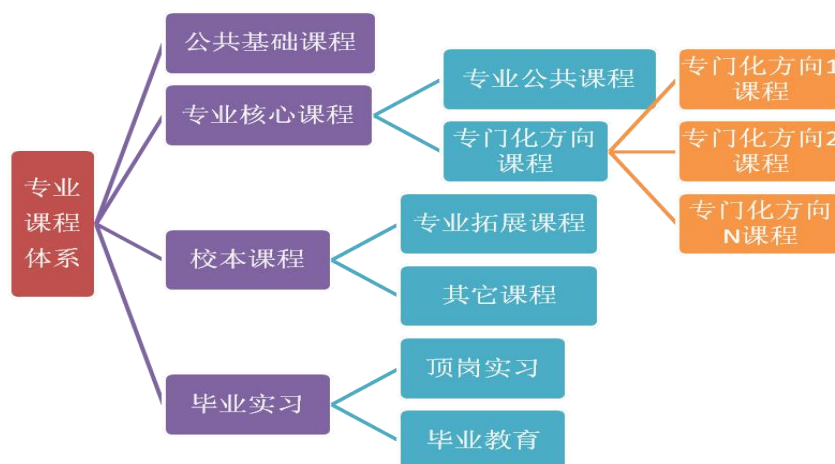 公共基础课程
专业公共课程
专门化方向1
课程
专业核心课程
专门化方向
课程
专门化方向2
课程
专业
课程
体系
专业拓展课程
专门化方向
N课程
校本课程
其它课程
顶岗实习
毕业实习
毕业教育